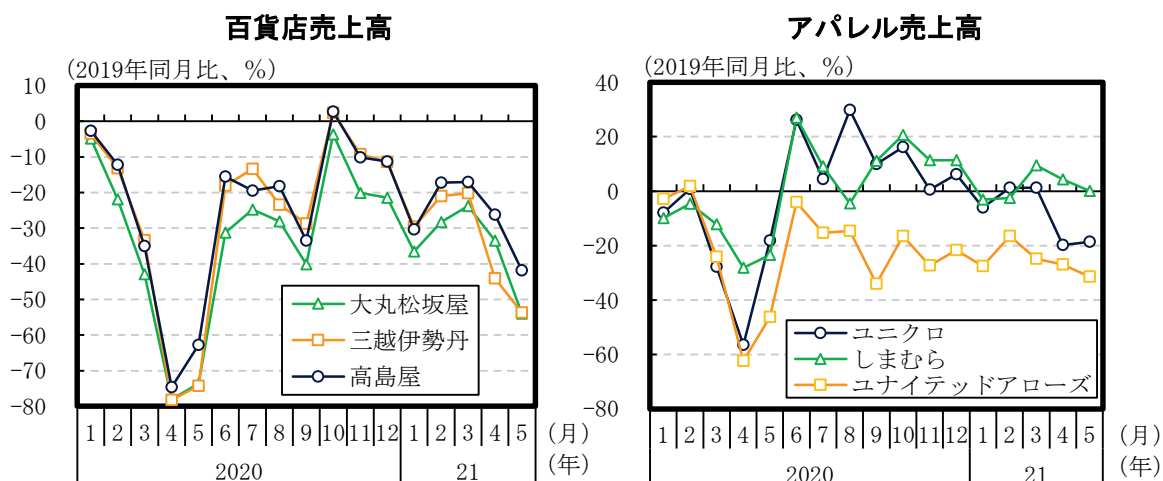 百貨店売上高
(2019年同月比、%)
10
0
-10
-20
-30
-40
-50
-60
-70
-80
大丸松坂屋
三越伊勢丹
高島屋
1 2 3 4 5 6 7 8 9 10 11 12 1 2 3 4 5 (月)
2020 21 (年)
アパレル売上高
(2019年同月比、%)
40
20
0
-20
-40
-60
-80
ユニクロ
しまむら
ユナイテッドアローズ
1 2 3 4 5 6 7 8 9 10 11 12 1 2 3 4 5 (月)
2020 21 (年)